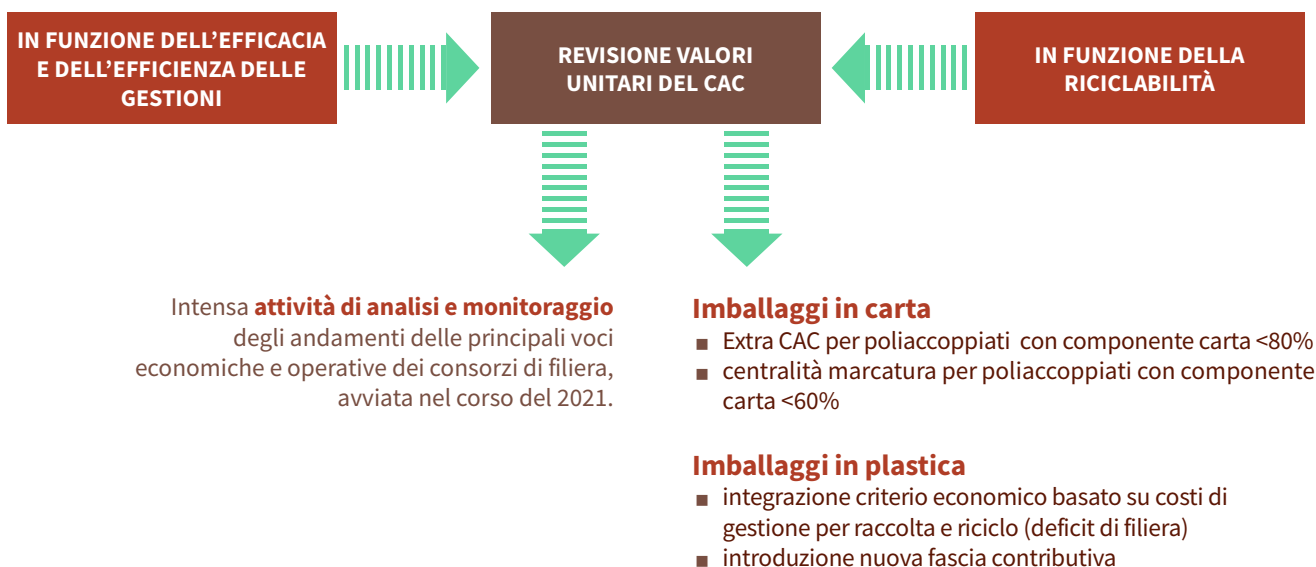 IN FUNZIONE DELL’EFFICACIA
E DELL’EFFICIENZA DELLE
GESTIONI
REVISIONE VALORI
UNITARI DEL CAC
IN FUNZIONE DELLA
RICICLABILITÀ
Intensa attività di analisi e monitoraggio
degli andamenti delle principali voci
economiche e operative dei consorzi di filiera,
avviata nel corso del 2021.
Imballaggi in carta
■ Extra CAC per poliaccoppiati con componente carta <80%
■ centralità marcatura per poliaccoppiati con componente
carta <60%
Imballaggi in plastica
■ integrazione criterio economico basato su costi di
gestione per raccolta e riciclo (deficit di filiera)
■ introduzione nuova fascia contributiva